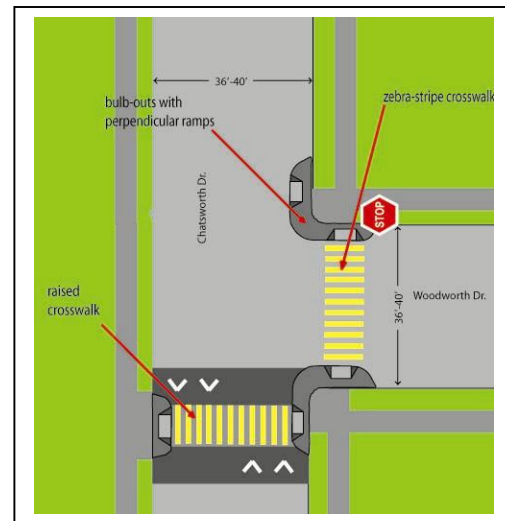 36'-40'
bulb-outs with
perpendicular ramps
zebra-stripe crosswalk
Chatsworth Dr.
STOP
36'-40'
Woodworth Dr.
raised
crosswalk